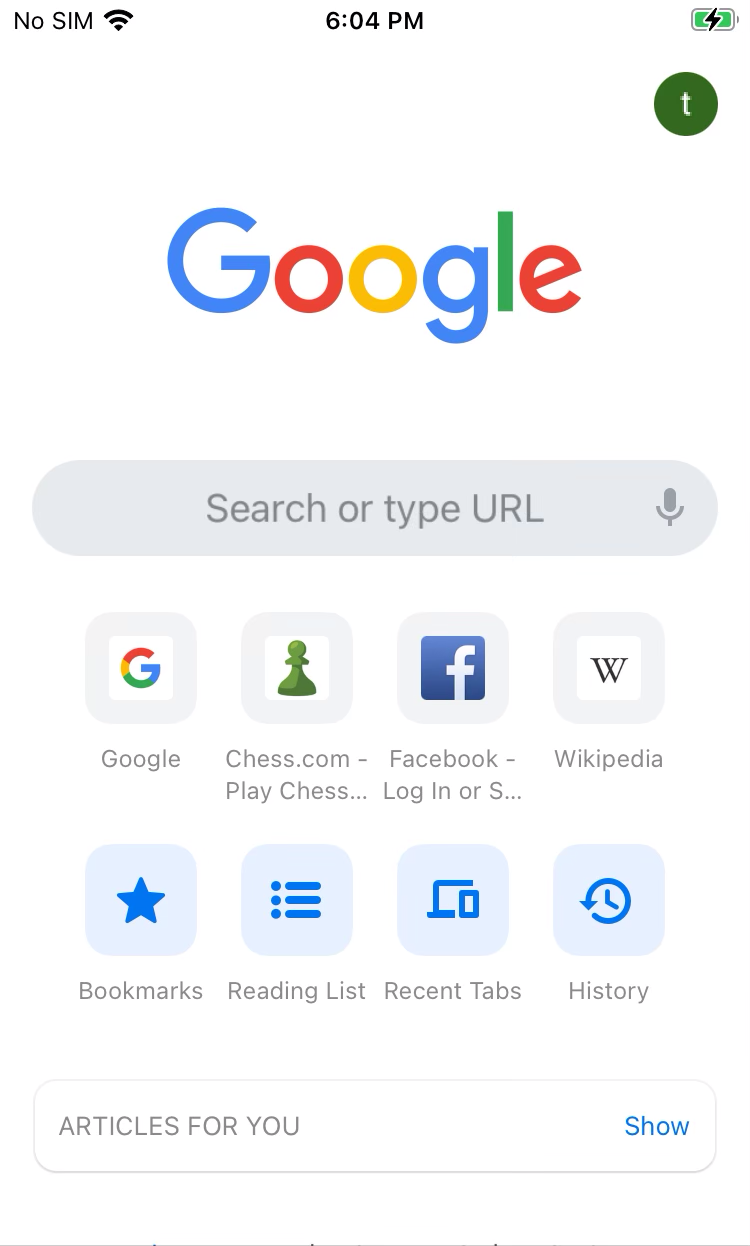 No SIM 6:04 PM
t
Google
Search or type URL
Google Chess.com - Facebook - Wikipedia
Play Chess... Log In or S...
Bookmarks Reading List Recent Tabs History
ARTICLES FOR YOU Show